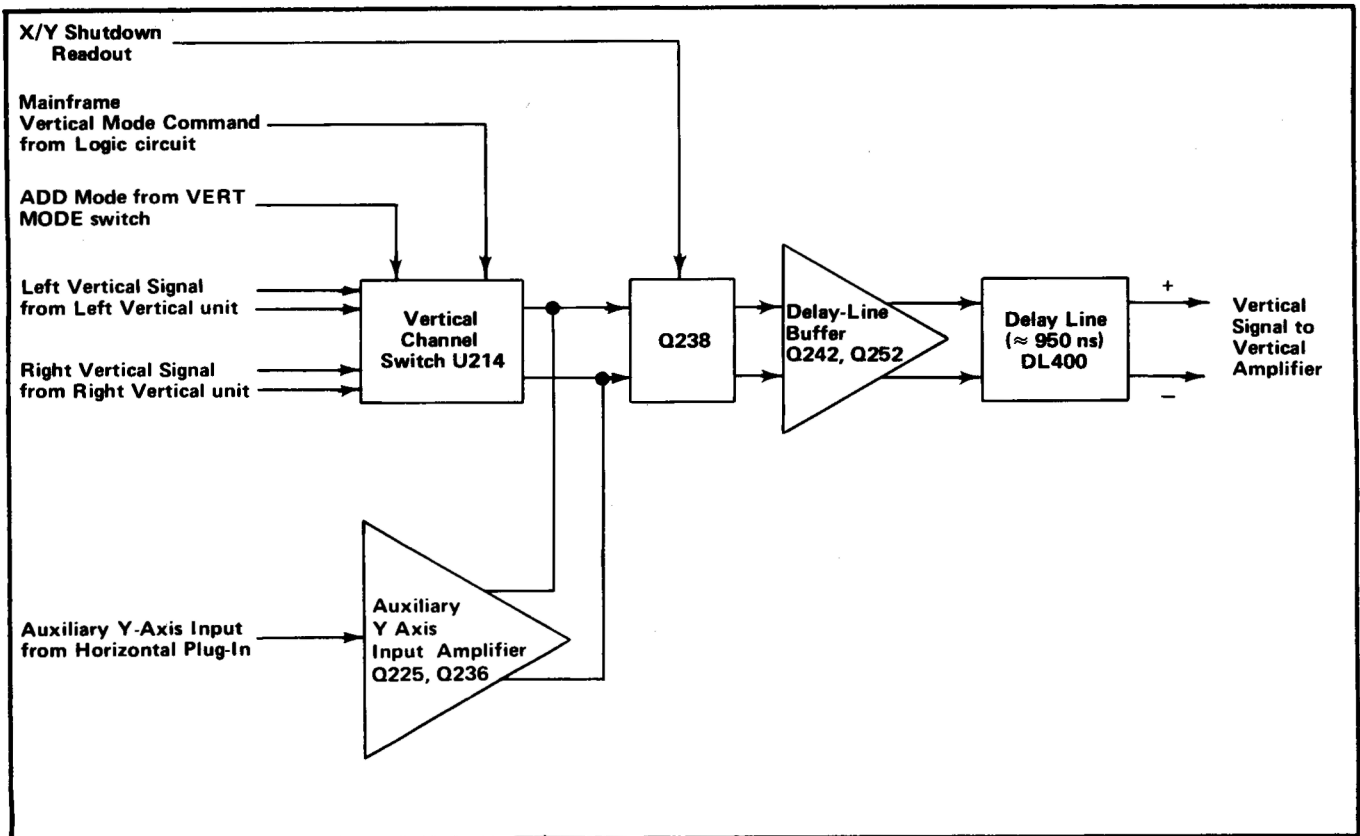 X/Y Shutdown
Readout
Mainframe
Vertical Mode Command
from Logic circuit
ADD Mode from VERT
MODE switch
Left Vertical Signal
from Left Vertical unit
Right Vertical Signal
from Right Vertical unit
Vertical
Channel
Switch U214
Q238
Delay-Line
Buffer
Q242, Q252
Delay Line
(≈ 950 ns)
DL400
+
−
Vertical
Signal to
Vertical
Amplifier
Auxiliary Y-Axis Input
from Horizontal Plug-In
Auxiliary
Y Axis
Input Amplifier
Q225, Q236